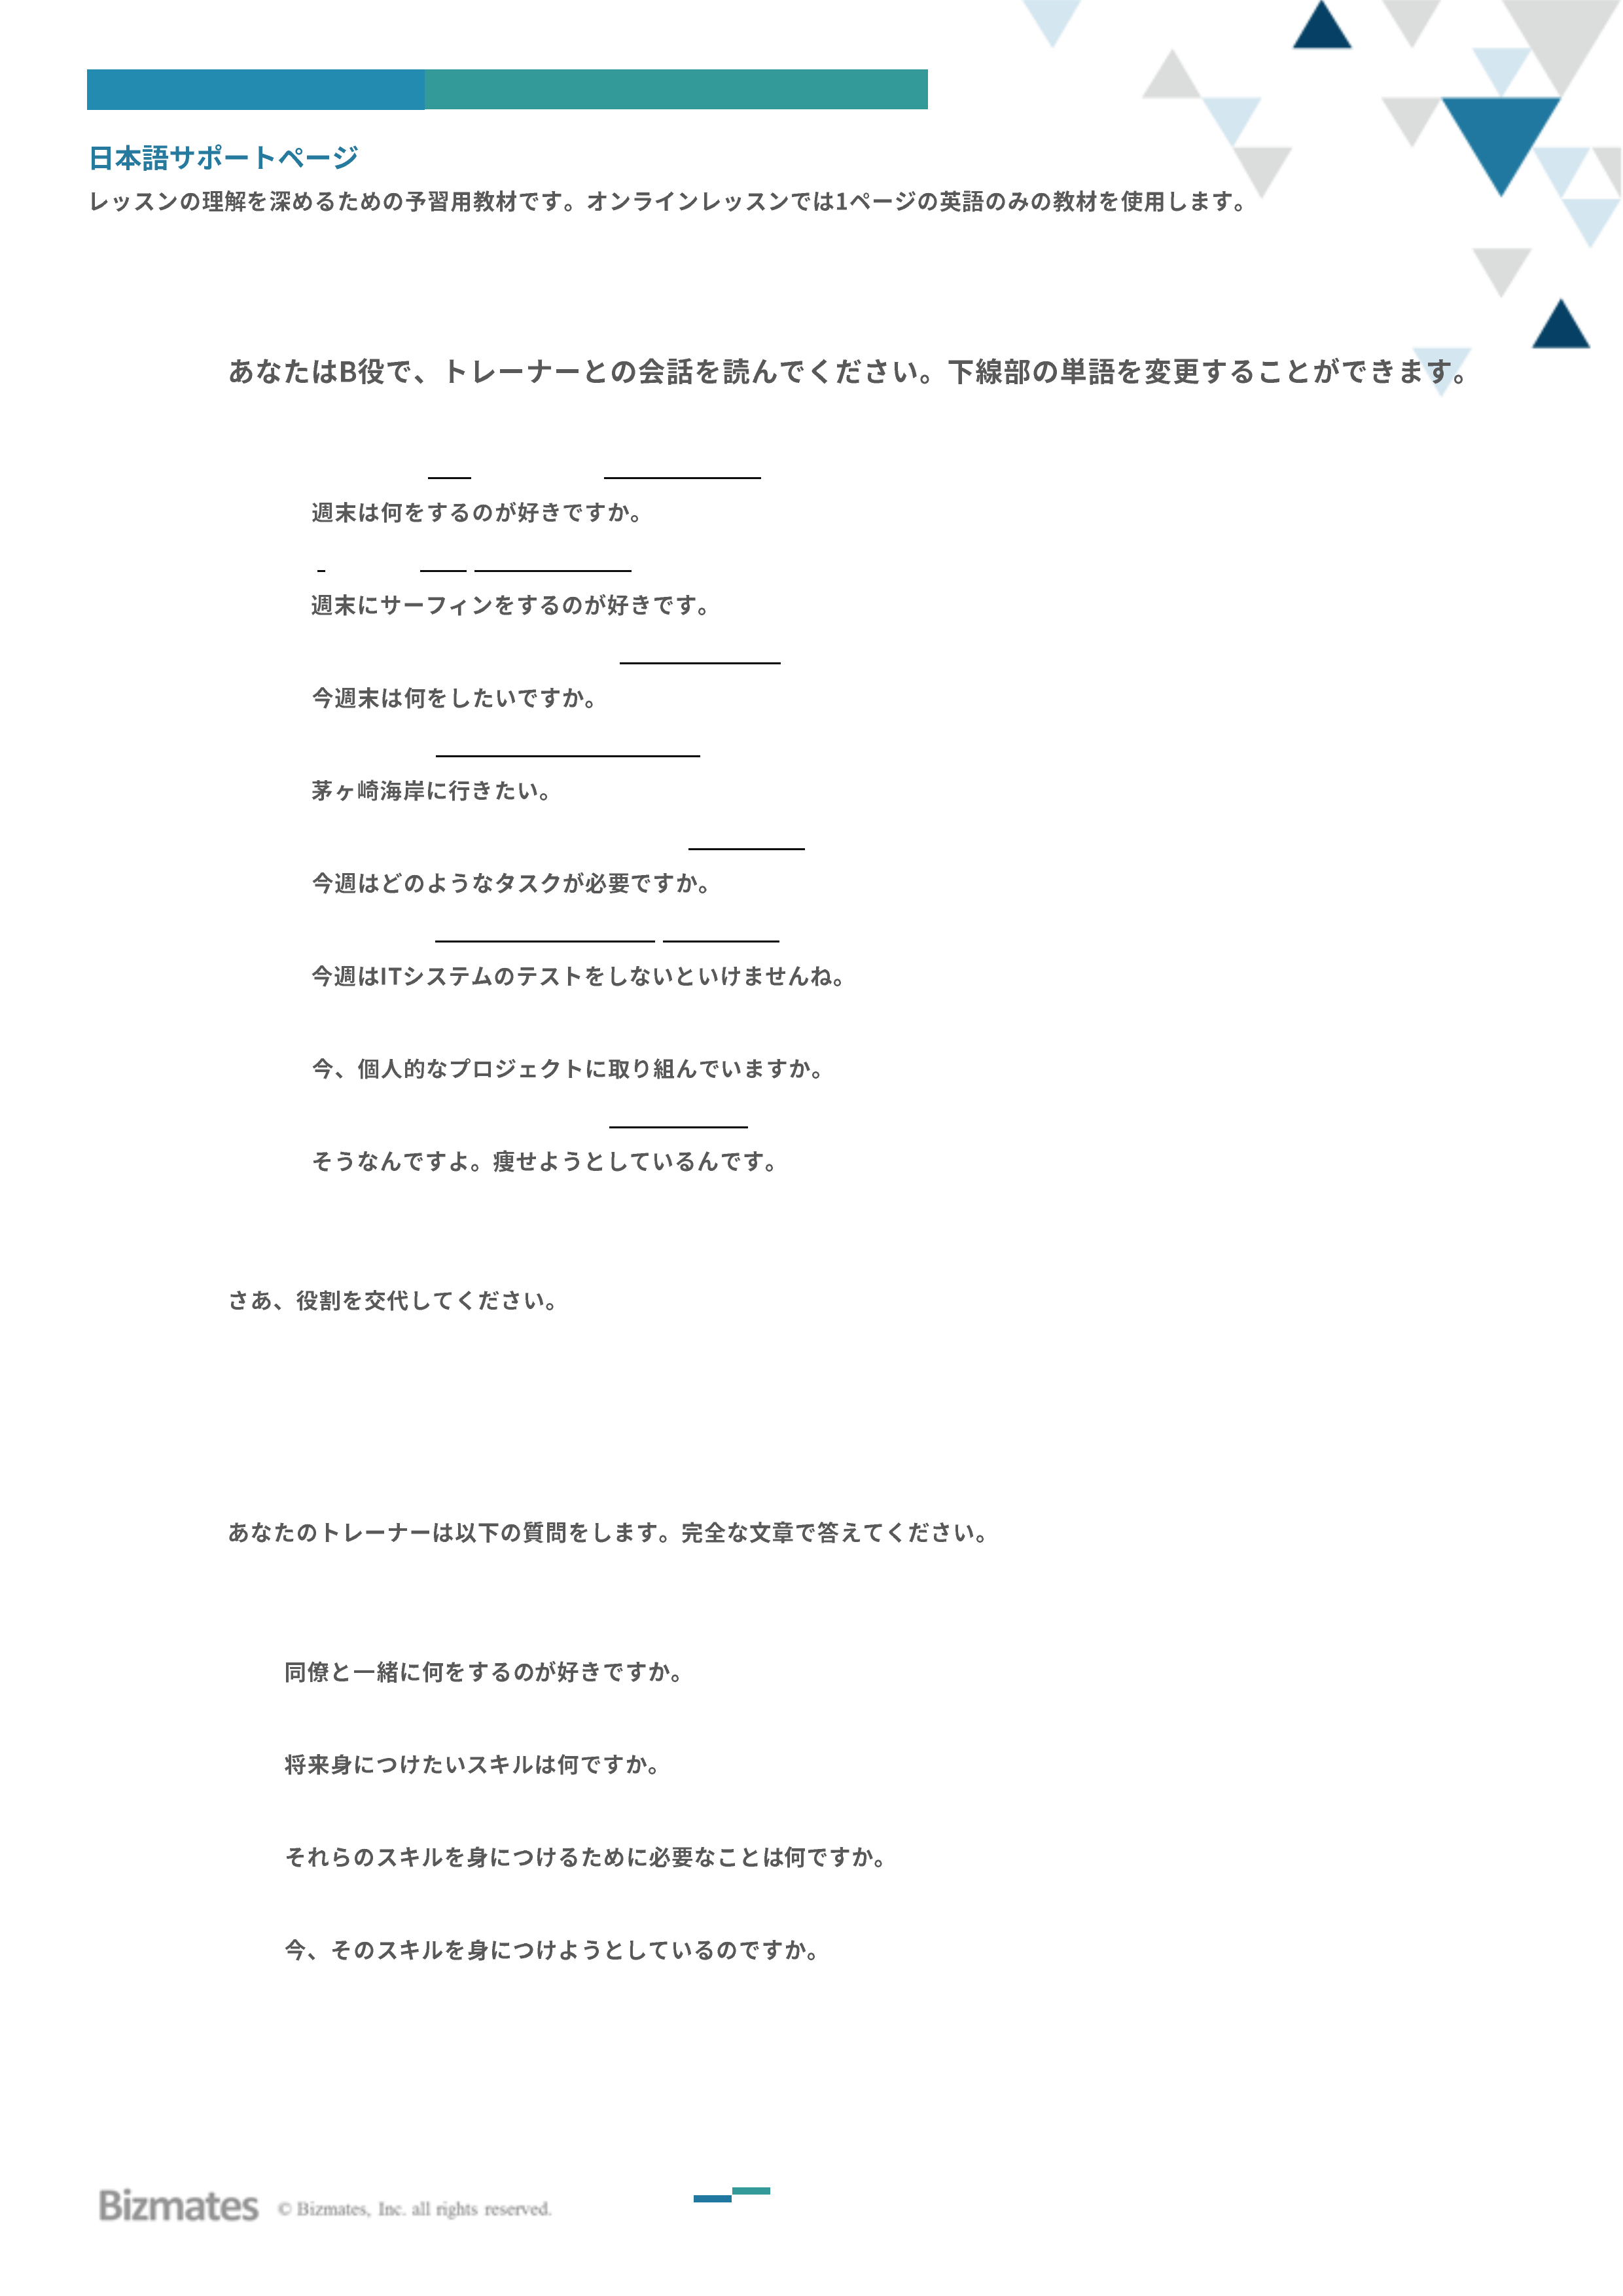 日本語サポートページ
レッスンの理解を深めるための予習用教材です。オンラインレッスンでは1ページの英語のみの教材を使用します。
あなたはB役で、トレーナーとの会話を読んでください。下線部の単語を変更することができます。
週末は何をするのが好きですか。
週末にサーフィンをするのが好きです。
今週末は何をしたいですか。
茅ヶ崎海岸に行きたい。
今週はどのようなタスクが必要ですか。
今週はITシステムのテストをしないといけませんね。
今、個人的なプロジェクトに取り組んでいますか。
そうなんですよ。痩せようとしているんです。
さあ、役割を交代してください。
あなたのトレーナーは以下の質問をします。完全な文章で答えてください。
同僚と一緒に何をするのが好きですか。
将来身につけたいスキルは何ですか。
それらのスキルを身につけるために必要なことは何ですか。
今、そのスキルを身につけようとしているのですか。
Bizmates © Bizmates, Inc. all rights reserved.